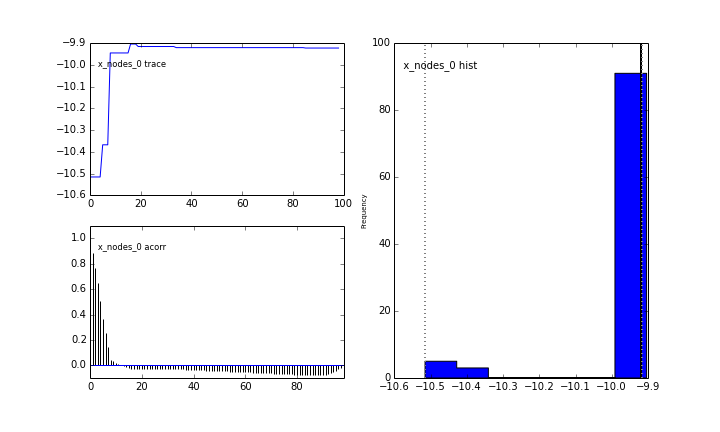 −9.9
−10.0
−10.1
−10.2
−10.3
−10.4
−10.5
−10.6
x_nodes_0 trace
0 20 40 60 80 100
1.0
0.8
0.6
0.4
0.2
0.0
x_nodes_0 acorr
0 20 40 60 80
100
80
60
40
20
0
Frequency
x_nodes_0 hist
−10.6 −10.5 −10.4 −10.3 −10.2 −10.1 −10.0 −9.9